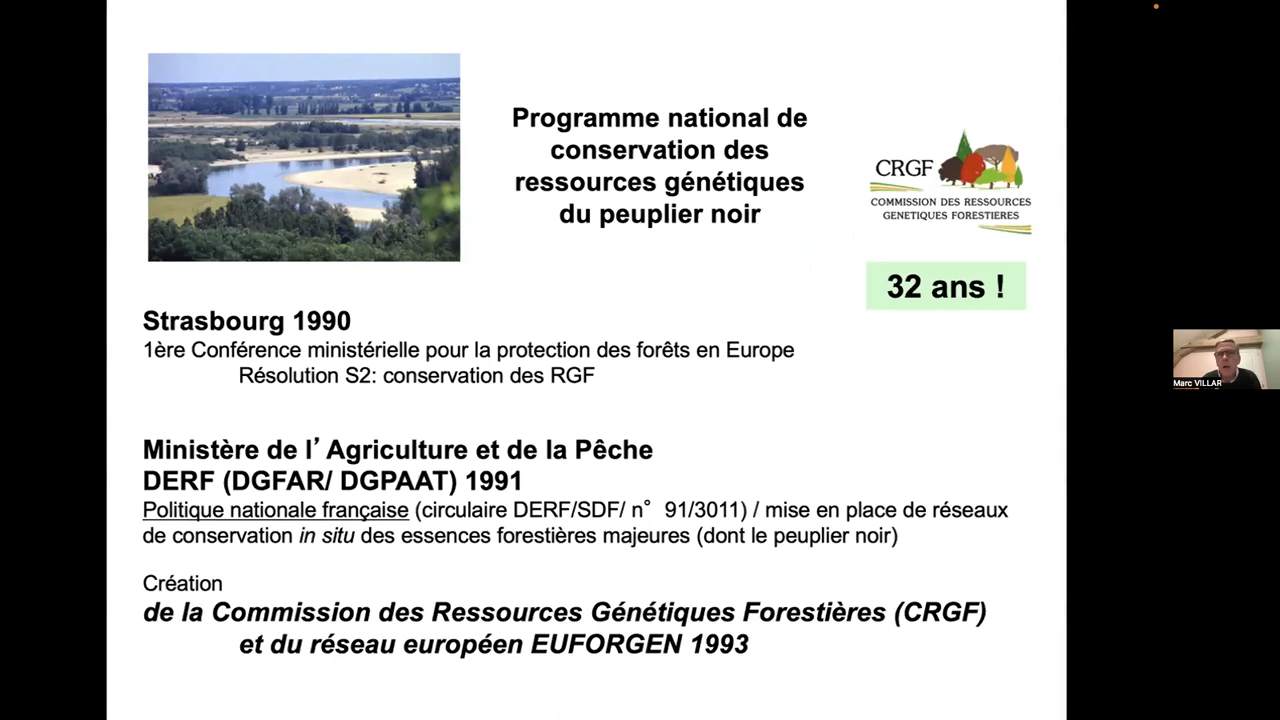 Programme national de
conservation des
ressources génétiques
du peuplier noir
CRGF
COMMISSION DES RESSOURCES
GENETIQUES FORESTIERES
32 ans !
Strasbourg 1990
1ère Conférence ministérielle pour la protection des forêts en Europe
Résolution S2: conservation des RGF
Ministère de l’Agriculture et de la Pêche
DERF (DGFAR/ DGPAAT) 1991
Politique nationale française (circulaire DERF/SDF/ n° 91/3011) / mise en place de réseaux
de conservation in situ des essences forestières majeures (dont le peuplier noir)
Création
de la Commission des Ressources Génétiques Forestières (CRGF)
et du réseau européen EUFORGEN 1993
Marc VILLAR